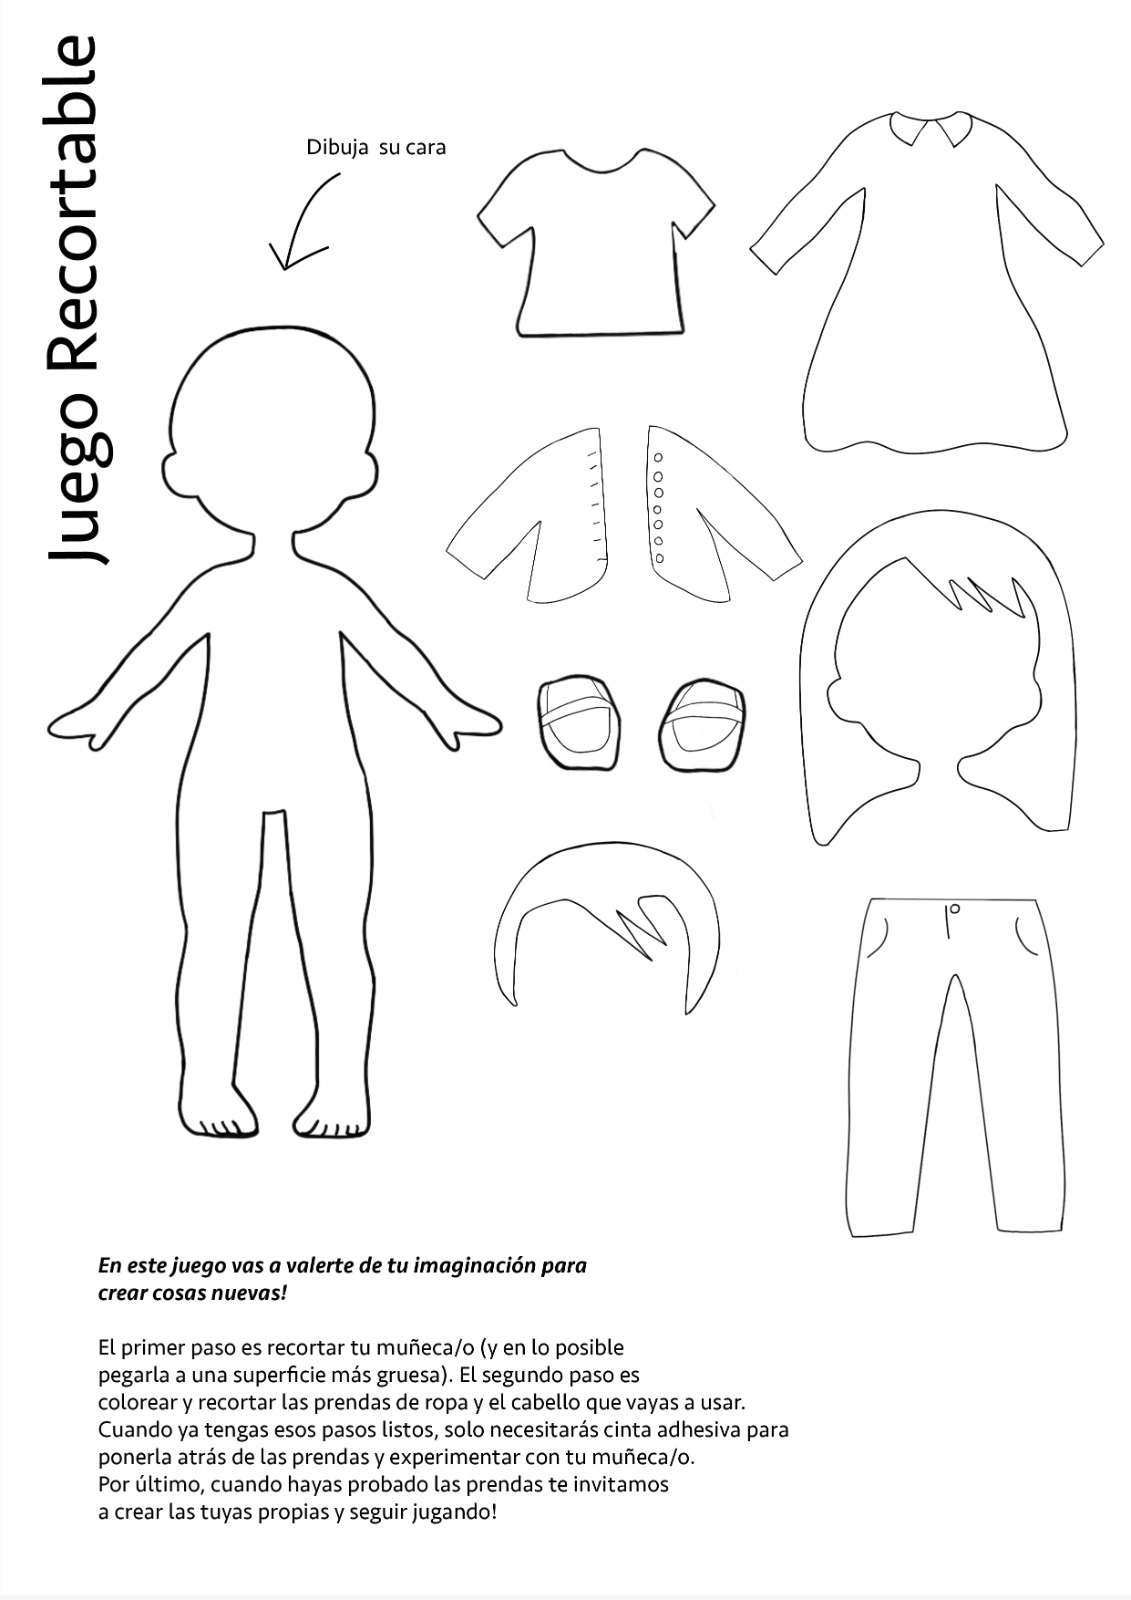 Juego Recortable
Dibuja su cara
En este juego vas a valerte de tu imaginación para
crear cosas nuevas!
El primer paso es recortar tu muñeca/o (y en lo posible
pegarla a una superficie más gruesa). El segundo paso es
colorear y recortar las prendas de ropa y el cabello que vayas a usar.
Cuando ya tengas esos pasos listos, solo necesitarás cinta adhesiva para
ponerla atrás de las prendas y experimentar con tu muñeca/o.
Por último, cuando hayas probado las prendas te invitamos
a crear las tuyas propias y seguir jugando!